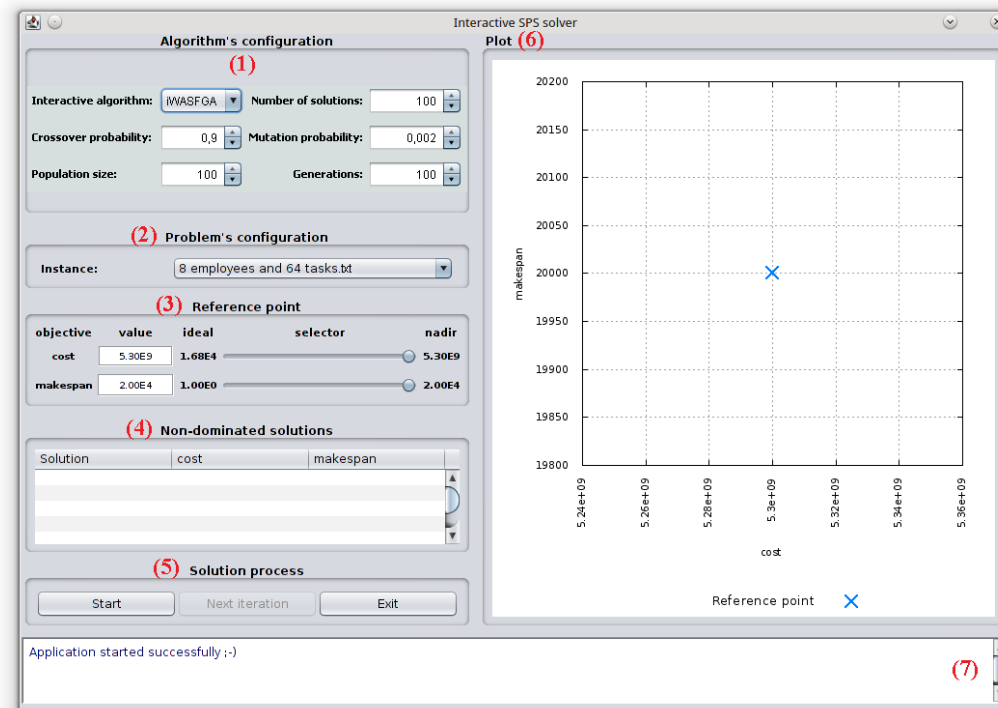 Interactive SPS solver
Algorithm's configuration
(1)
Interactive algorithm: iWASFGA Number of solutions: 100
Crossover probability: 0,9 Mutation probability: 0,002
Population size: 100 Generations: 100
(2) Problem's configuration
Instance: 8 employees and 64 tasks.txt
(3) Reference point
objective value ideal selector nadir
cost 5.30E9 1.68E4 5.30E9
makespan 2.00E4 1.00E0 2.00E4
(4) Non-dominated solutions
Solution cost makespan
(5) Solution process
Start Next iteration Exit
Plot (6)
20200
20150
20100
20050
20000
19950
19900
19850
19800
makespan
5.24e+09 5.26e+09 5.28e+09 5.3e+09 5.32e+09 5.34e+09 5.36e+09
cost
Reference point
Application started successfully ;-)
(7)